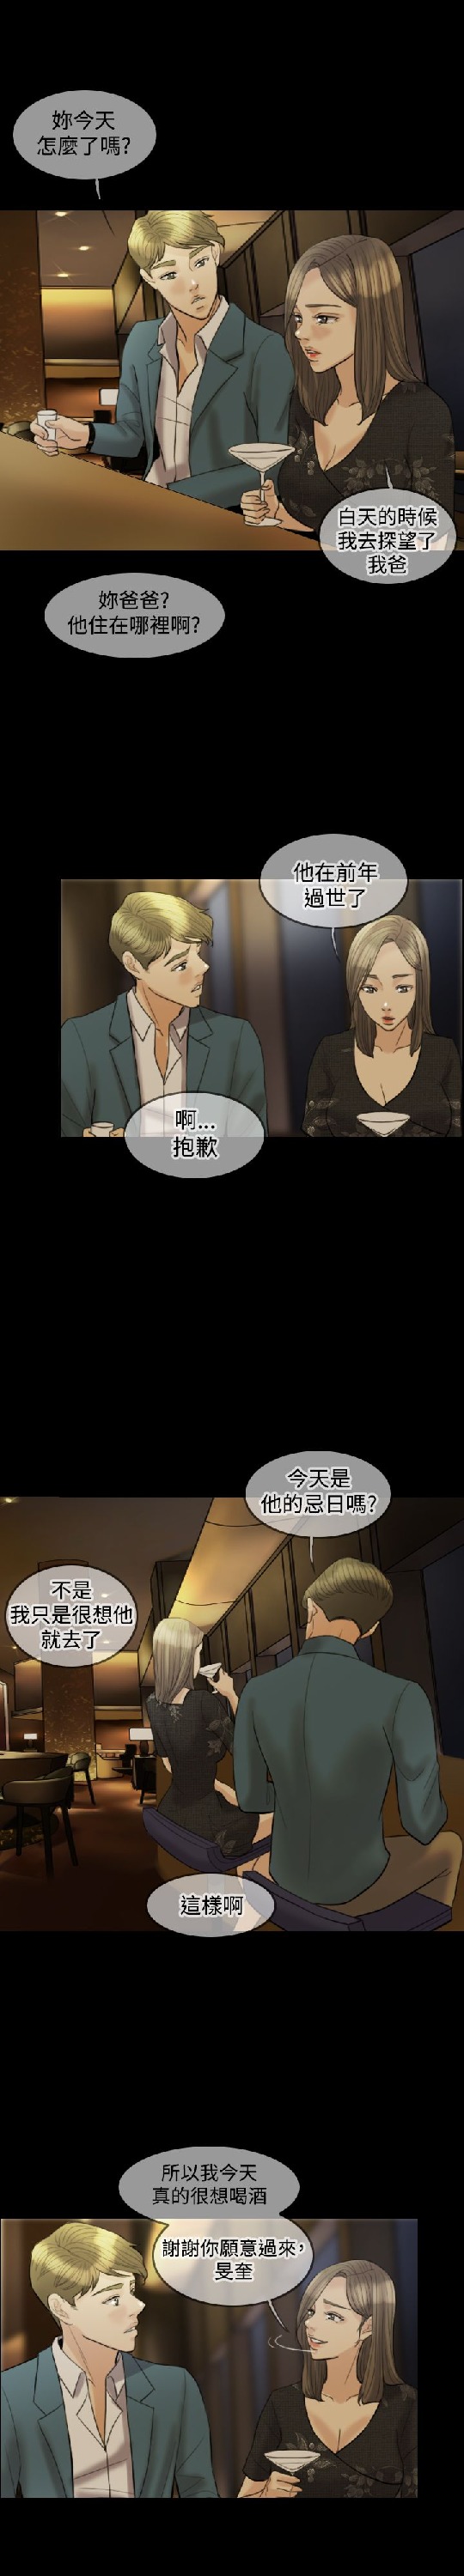 妳今天
怎麼了嗎?
白天的時候
我去探望了
我爸
妳爸爸?
他住在哪裡啊?
他在前年
過世了
啊...
抱歉
今天是
他的忌日嗎?
不是
我只是很想他
就去了
這樣啊
所以我今天
真的很想喝酒
謝謝你願意過來,
旻奎